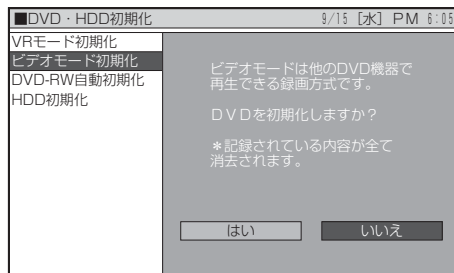 ■DVD・HDD初期化 9/15 [水] PM 6:05
VRモード初期化
ビデオモード初期化
DVD-RW自動初期化
HDD初期化
ビデオモードは他のDVD機器で
再生できる録画方式です。
DVDを初期化しますか？
＊記録されている内容が全て
消去されます。
はい いいえ